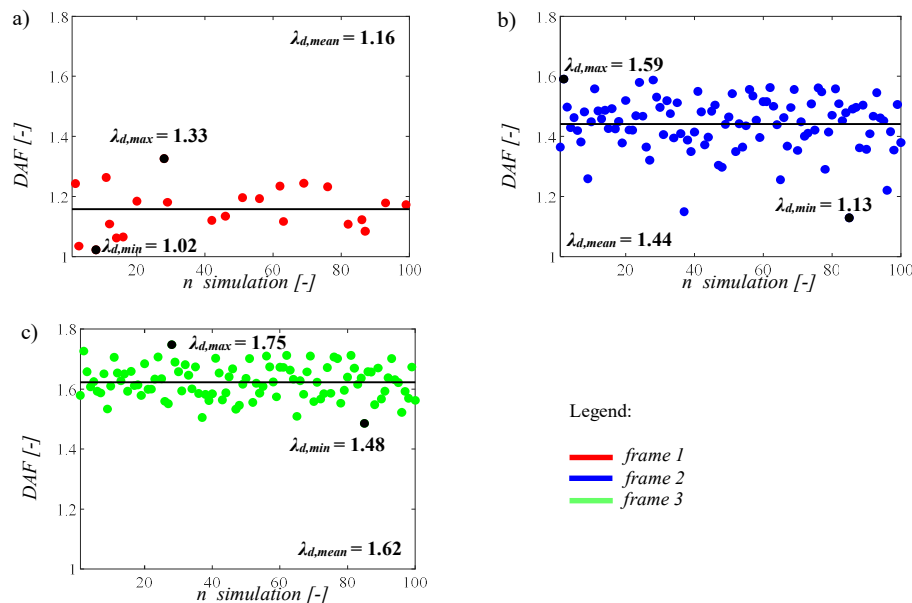 a)
1.8
1.6
1.4
1.2
1
DAF [-]
λd,mean = 1.16
λd,max = 1.33
λd,min = 1.02
20 40 60 80 100
n simulation [-]
b)
1.8
1.6
1.4
1.2
1
DAF [-]
λd,max = 1.59
λd,min = 1.13
λd,mean = 1.44
20 40 60 80 100
n simulation [-]
c)
1.8
1.6
1.4
1.2
1
DAF [-]
λd,max = 1.75
λd,min = 1.48
λd,mean = 1.62
20 40 60 80 100
n simulation [-]
Legend:
frame 1
frame 2
frame 3